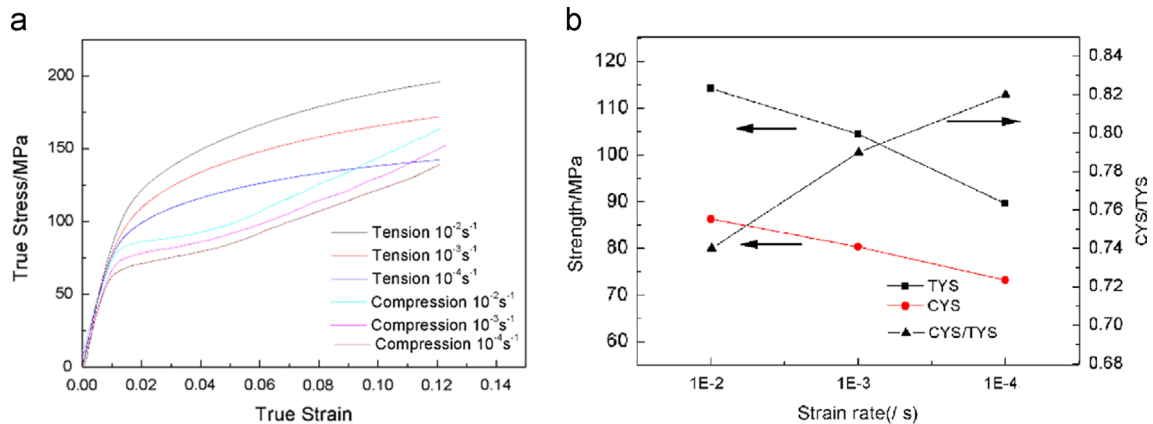 a
True Stress/MPa
200
150
100
50
0
0.00 0.02 0.04 0.06 0.08 0.10 0.12 0.14
True Strain
Tension 10⁻²s⁻¹
Tension 10⁻³s⁻¹
Tension 10⁻⁴s⁻¹
Compression 10⁻²s⁻¹
Compression 10⁻³s⁻¹
Compression 10⁻⁴s⁻¹
b
Strength/MPa
120
115
110
105
100
90
80
70
60
1E-2 1E-3 1E-4
Strain rate(/ s)
TYS
CYS
CYS/TYS
0.84
0.82
0.80
0.76
0.74
0.72
0.70
0.68
CYS/TYS